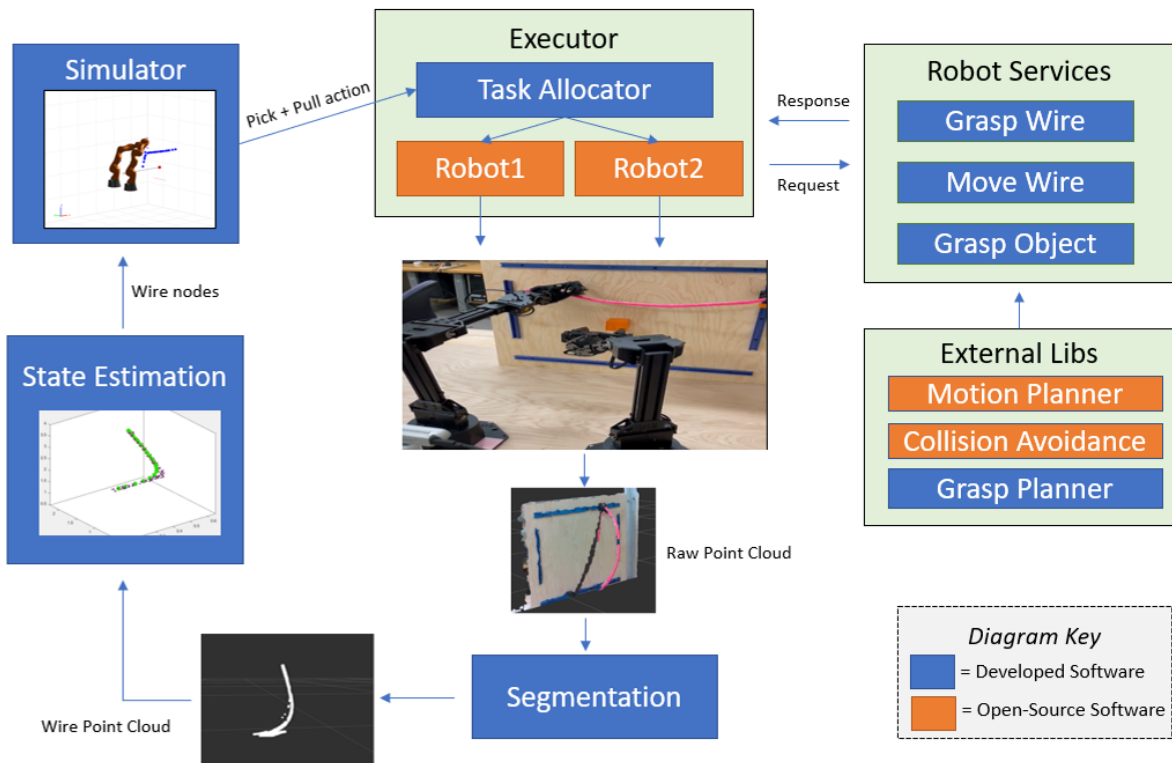 Simulator
Pick + Pull action
Executor
Task Allocator
Robot1
Robot2
Response
Request
Robot Services
Grasp Wire
Move Wire
Grasp Object
Wire nodes
State Estimation
External Libs
Motion Planner
Collision Avoidance
Grasp Planner
Raw Point Cloud
Segmentation
Wire Point Cloud
Diagram Key
= Developed Software
= Open-Source Software